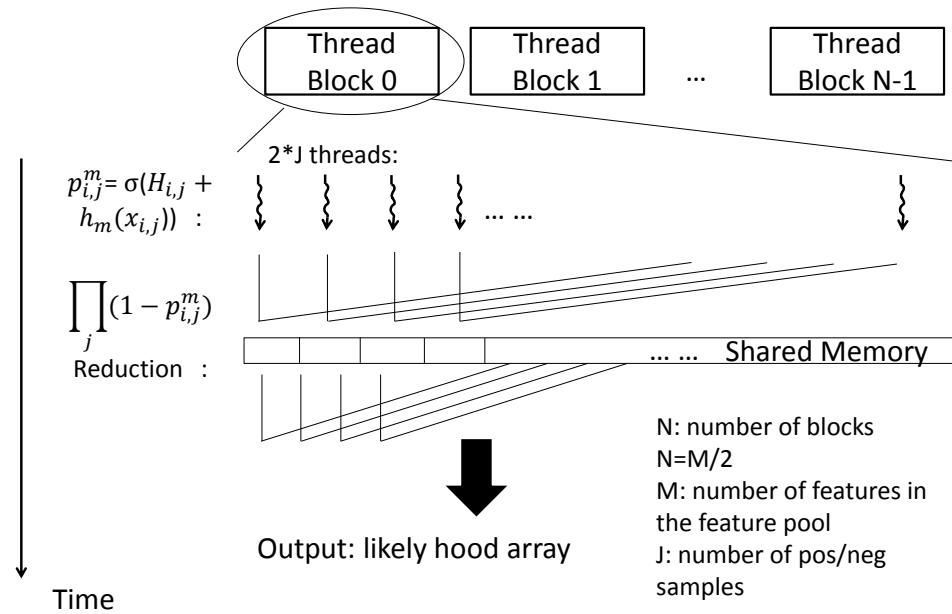 Thread
Block 0
Thread
Block 1
...
Thread
Block N-1
2*J threads:
p_{i,j}^m = σ(H_{i,j} +
h_m(x_{i,j})) :
... ...
∏_j (1 − p_{i,j}^m)
Reduction :
... ... Shared Memory
N: number of blocks
N=M/2
M: number of features in
the feature pool
J: number of pos/neg
samples
Output: likely hood array
Time